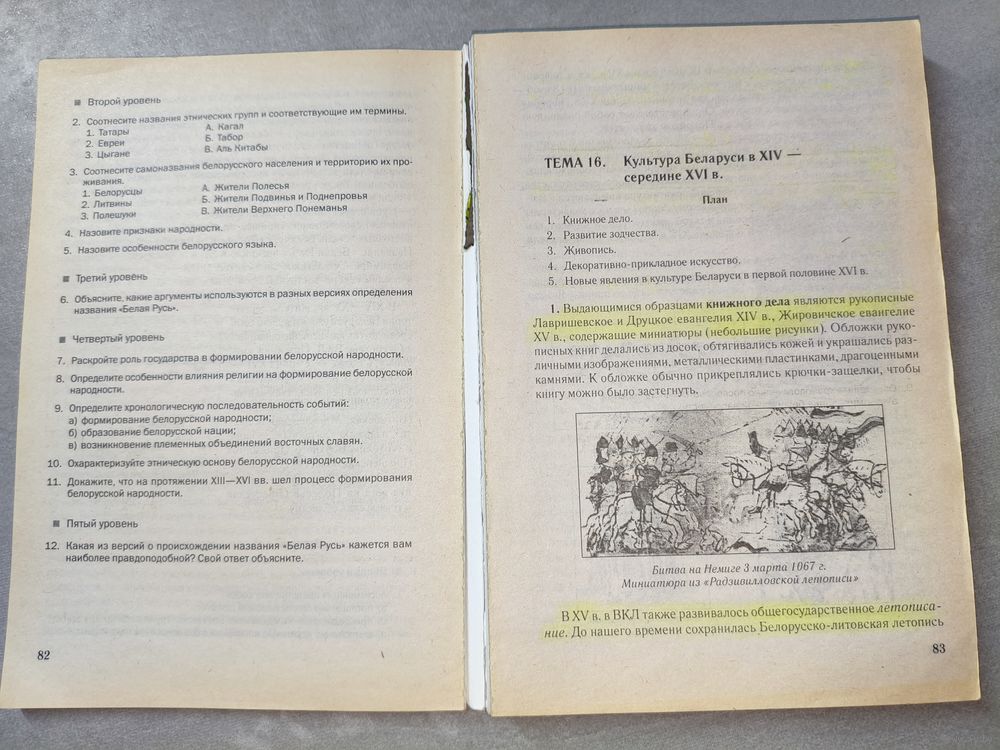 ■ Второй уровень
2. Соотнесите названия этнических групп и соответствующие им термины.
1. Татары А. Кагал
2. Евреи Б. Табор
3. Цыгане В. Аль Китабы
3. Соотнесите самоназвания белорусского населения и территорию их про-
живания.
1. Белорусцы А. Жители Полесья
2. Литвины Б. Жители Подвинья и Поднепровья
3. Полешуки В. Жители Верхнего Понеманья
4. Назовите признаки народности.
5. Назовите особенности белорусского языка.
■ Третий уровень
6. Объясните, какие аргументы используются в разных версиях определения
названия «Белая Русь».
■ Четвертый уровень
7. Раскройте роль государства в формировании белорусской народности.
8. Определите особенности влияния религии на формирование белорусской
народности.
9. Определите хронологическую последовательность событий:
а) формирование белорусской народности;
б) образование белорусской нации;
в) возникновение племенных объединений восточных славян.
10. Охарактеризуйте этническую основу белорусской народности.
11. Докажите, что на протяжении XIII—XVI вв. шел процесс формирования
белорусской народности.
■ Пятый уровень
12. Какая из версий о происхождении названия «Белая Русь» кажется вам
наиболее правдоподобной? Свой ответ объясните.
82
ТЕМА 16. Культура Беларуси в XIV —
середине XVI в.
План
1. Книжное дело.
2. Развитие зодчества.
3. Живопись.
4. Декоративно-прикладное искусство.
5. Новые явления в культуре Беларуси в первой половине XVI в.
1. Выдающимися образцами книжного дела являются рукописные
Лавришевское и Друцкое евангелия XIV в., Жировичское евангелие
XV в., содержащие миниатюры (небольшие рисунки). Обложки руко-
писных книг делались из досок, обтягивались кожей и украшались раз-
личными изображениями, металлическими пластинками, драгоценными
камнями. К обложке обычно прикреплялись крючки-защелки, чтобы
книгу можно было застегнуть.
Битва на Немиге 3 марта 1067 г.
Миниатюра из «Радзивилловской летописи»
В XV в. в ВКЛ также развивалось общегосударственное летописа-
ние. До нашего времени сохранилась Белорусско-литовская летопись
83